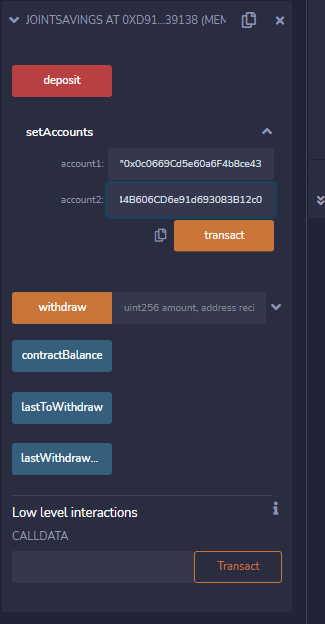 JOINTSAVINGS AT 0XD91...39138 (MEM
deposit
setAccounts
account1: "0x0c0669Cd5e60a6F4b8ce43
account2: 44B606CD6e91d693083B12c0
transact
withdraw uint256 amount, address reci
contractBalance
lastToWithdraw
lastWithdraw...
Low level interactions
CALLDATA
Transact